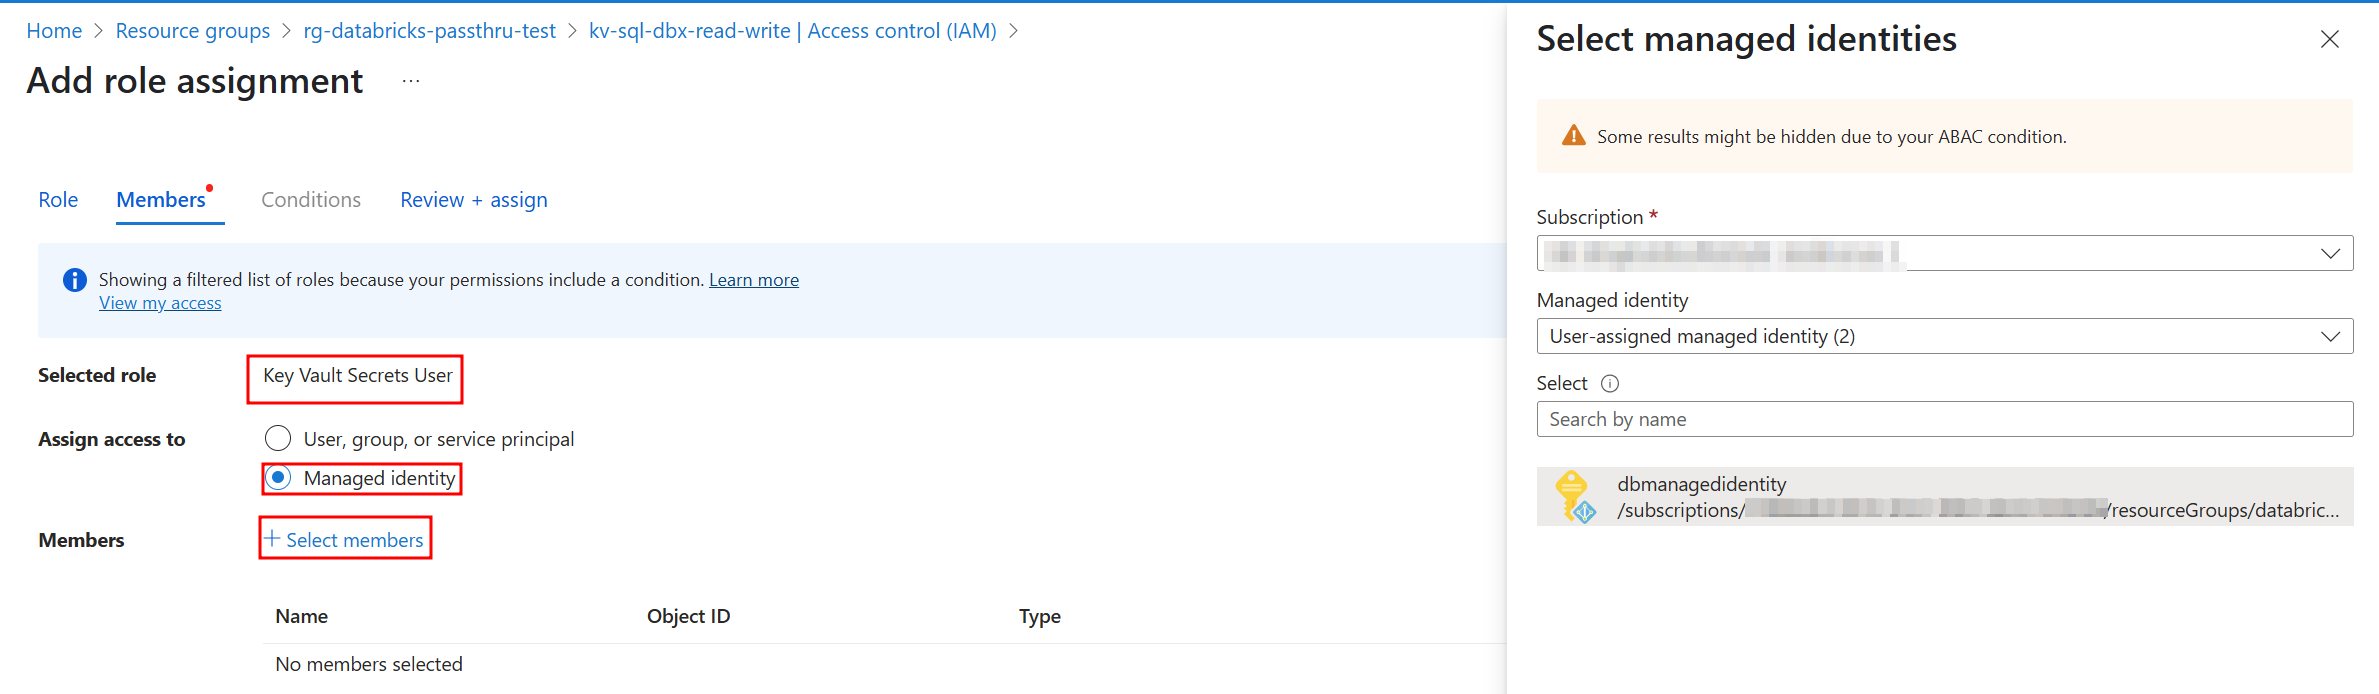 Home > Resource groups > rg-databricks-passthru-test > kv-sql-dbx-read-write | Access control (IAM) >
Add role assignment ...
Role Members Conditions Review + assign
Showing a filtered list of roles because your permissions include a condition. Learn more
View my access
Selected role Key Vault Secrets User
Assign access to User, group, or service principal
Managed identity
Members + Select members
Name Object ID Type
No members selected
Select managed identities
Some results might be hidden due to your ABAC condition.
Subscription *
Managed identity
User-assigned managed identity (2)
Select
Search by name
dbmanagedidentity
/subscriptions/ /resourceGroups/databric...